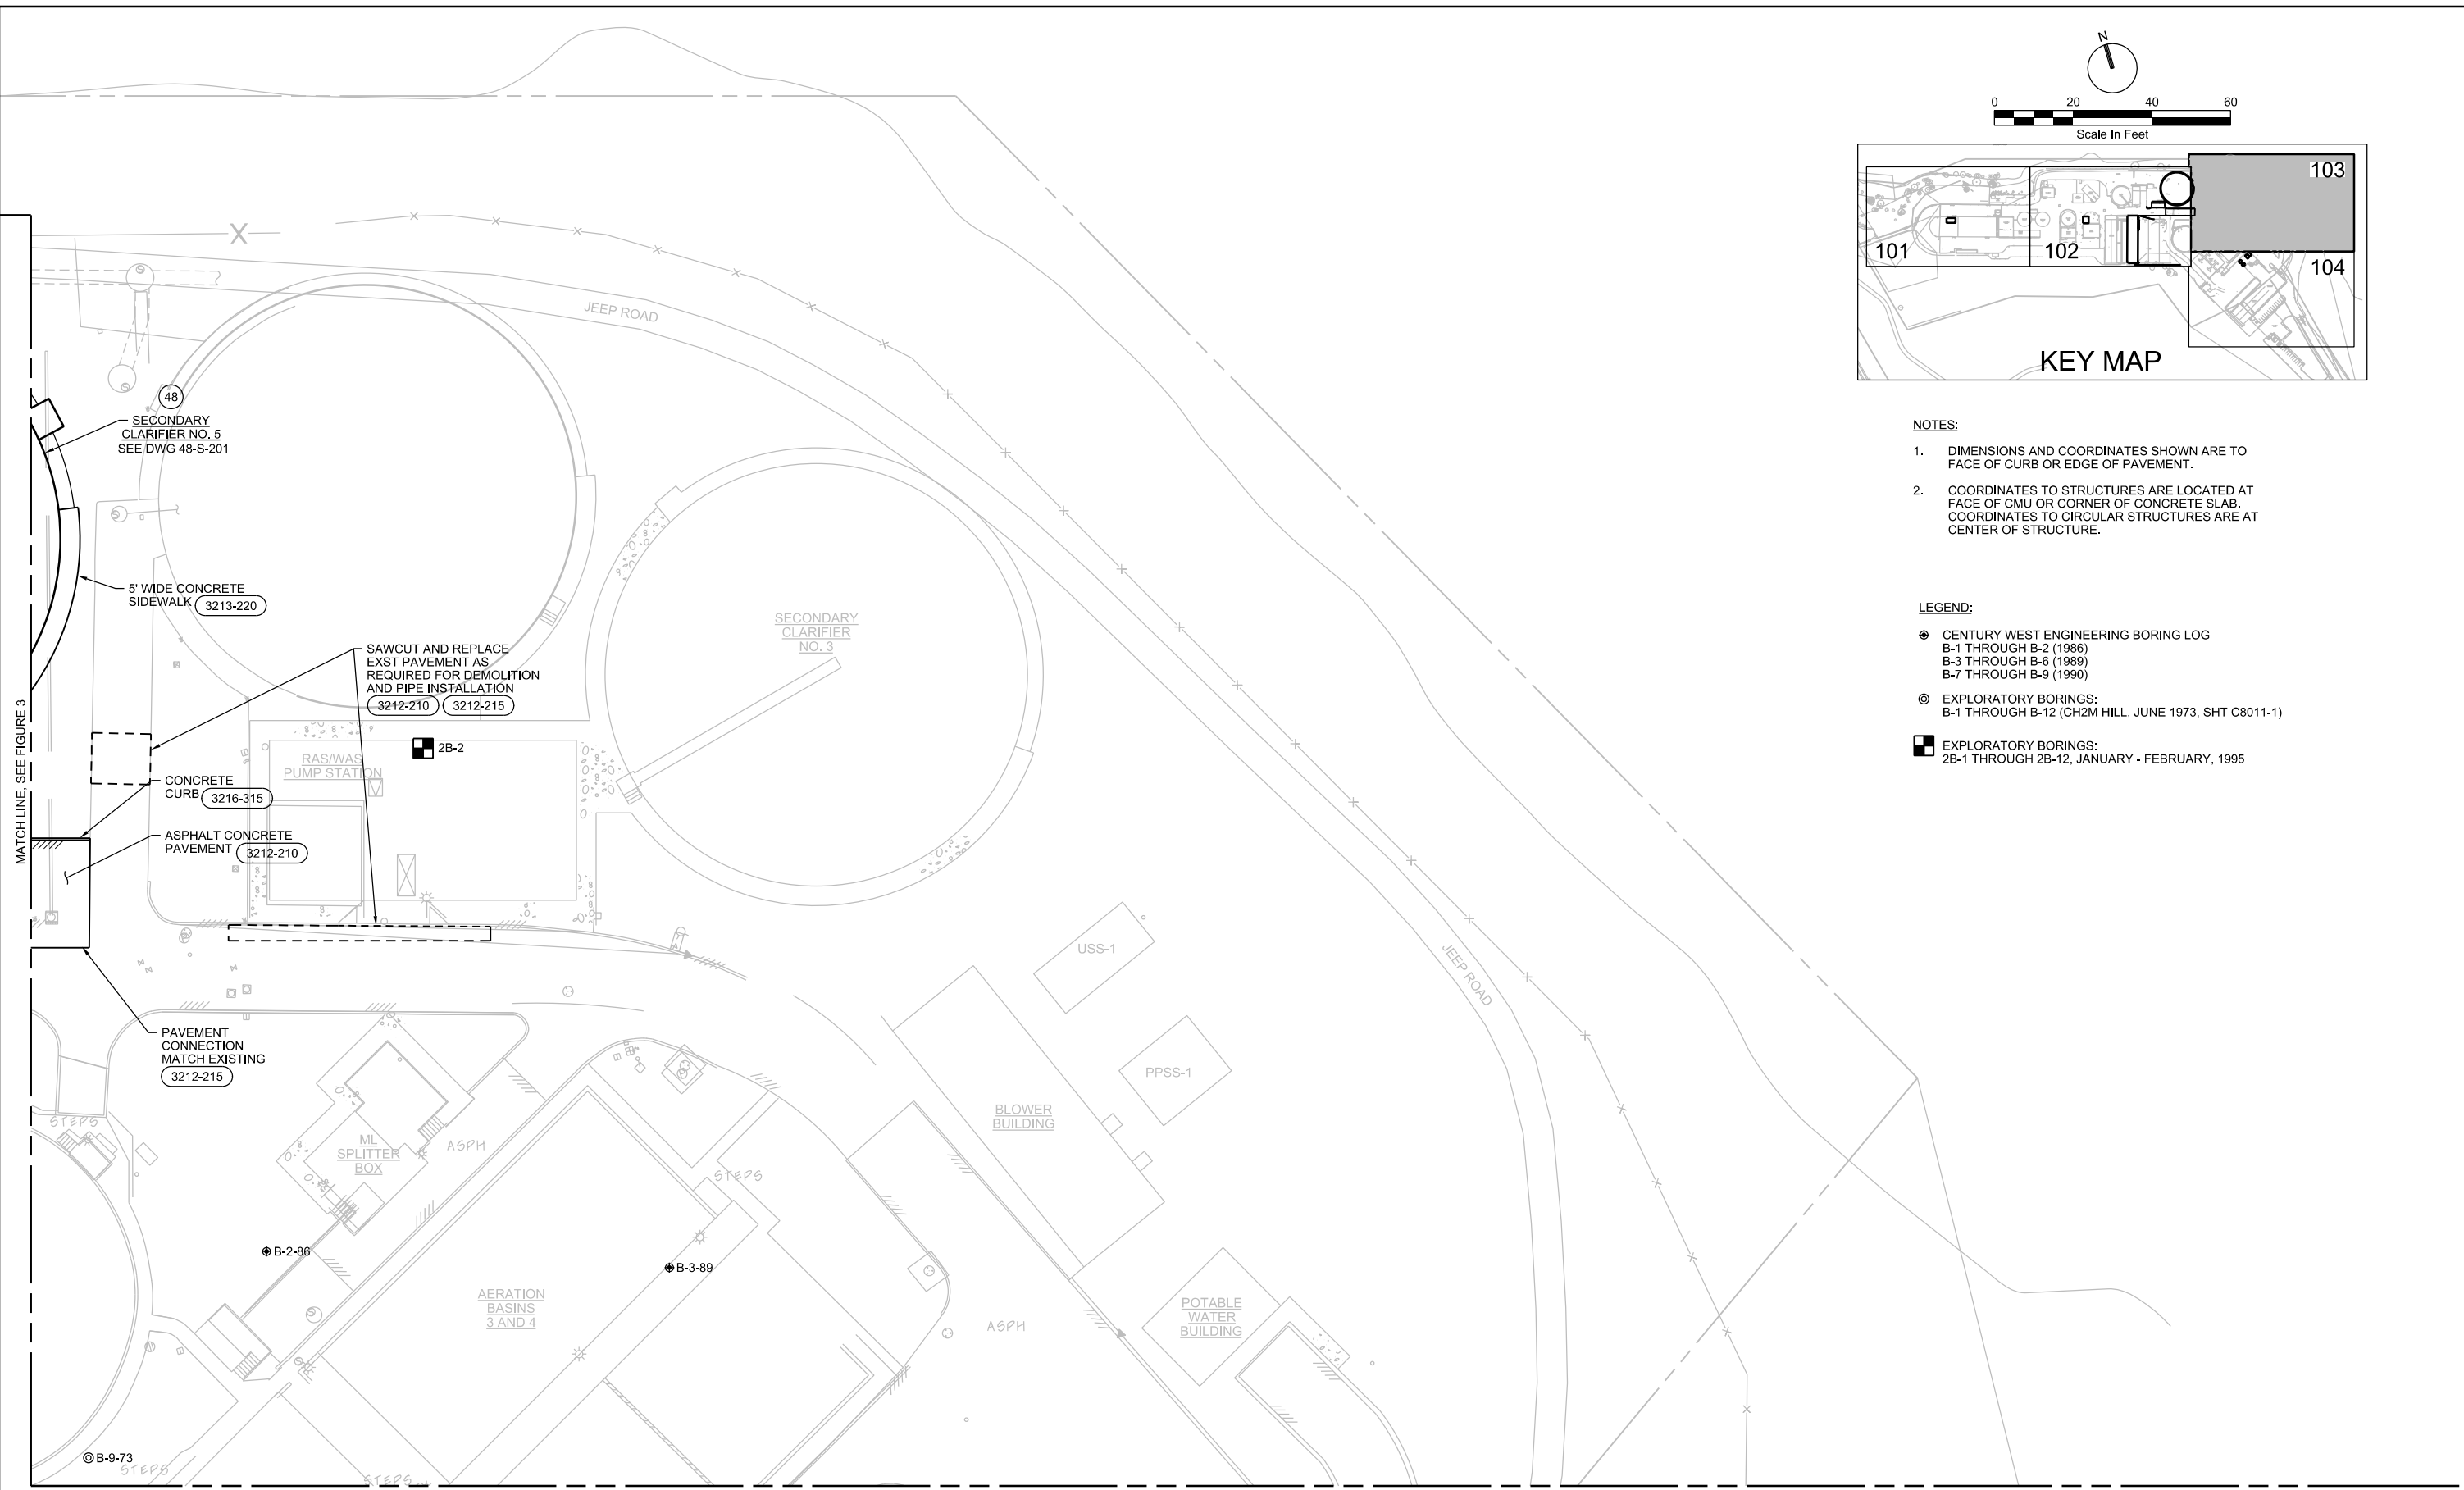 N
0 20 40 60
Scale In Feet
101
102
103
104
KEY MAP
NOTES:
1. DIMENSIONS AND COORDINATES SHOWN ARE TO
FACE OF CURB OR EDGE OF PAVEMENT.
2. COORDINATES TO STRUCTURES ARE LOCATED AT
FACE OF CMU OR CORNER OF CONCRETE SLAB.
COORDINATES TO CIRCULAR STRUCTURES ARE AT
CENTER OF STRUCTURE.
LEGEND:
CENTURY WEST ENGINEERING BORING LOG
B-1 THROUGH B-2 (1986)
B-3 THROUGH B-6 (1989)
B-7 THROUGH B-9 (1990)
EXPLORATORY BORINGS:
B-1 THROUGH B-12 (CH2M HILL, JUNE 1973, SHT C8011-1)
EXPLORATORY BORINGS:
2B-1 THROUGH 2B-12, JANUARY - FEBRUARY, 1995
X
JEEP ROAD
48
SECONDARY
CLARIFIER NO. 5
SEE DWG 48-S-201
5' WIDE CONCRETE
SIDEWALK 3213-220
SECONDARY
CLARIFIER
NO. 3
SAWCUT AND REPLACE
EXST PAVEMENT AS
REQUIRED FOR DEMOLITION
AND PIPE INSTALLATION
3212-210 3212-215
MATCH LINE, SEE FIGURE 3
2B-2
RAS/WAS
PUMP STATION
CONCRETE
CURB 3216-315
ASPHALT CONCRETE
PAVEMENT 3212-210
USS-1
JEEP ROAD
PAVEMENT
CONNECTION
MATCH EXISTING
3212-215
PPSS-1
BLOWER
BUILDING
STEPS
ML
SPLITTER
BOX
ASPH
STEPS
B-2-86
B-3-89
AERATION
BASINS
3 AND 4
ASPH
POTABLE
WATER
BUILDING
B-9-73
STEPS
STEPS